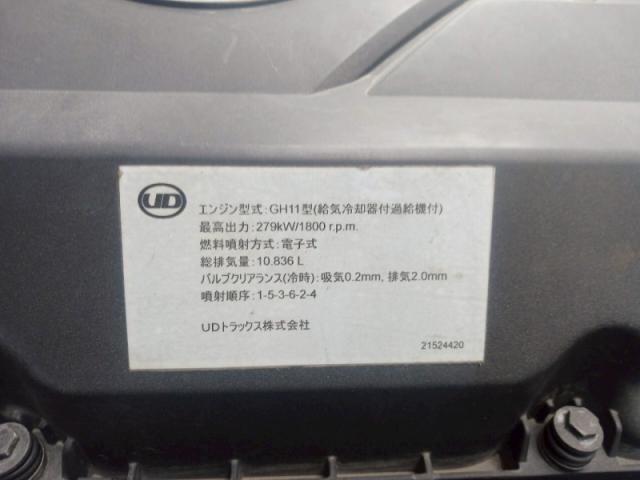 UD
エンジン型式：GH11型(給気冷却器付過給機付)
最高出力：279kW/1800 r.p.m.
燃料噴射方式：電子式
総排気量：10.836 L
バルブクリアランス(冷時)：吸気0.2mm, 排気2.0mm
噴射順序：1-5-3-6-2-4
UDトラックス株式会社
21524420